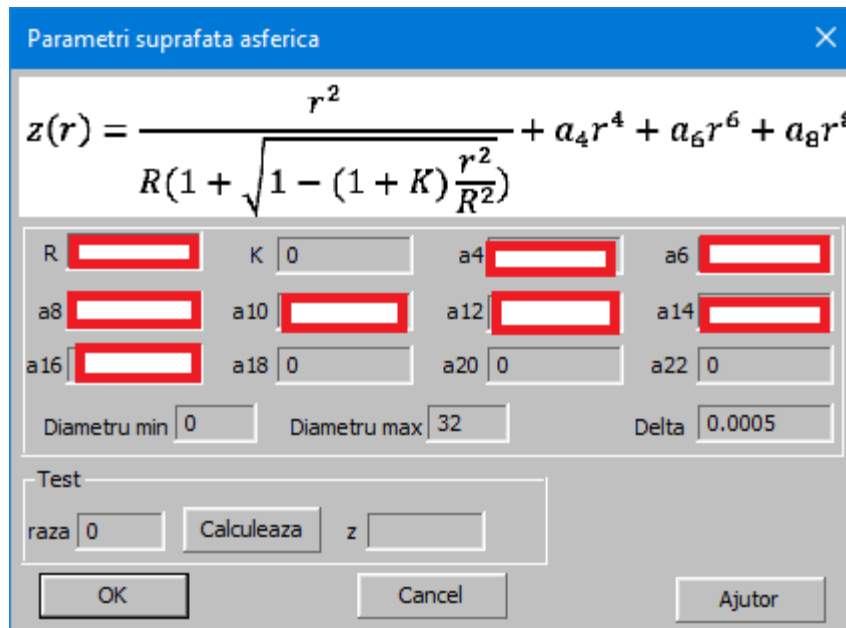 Parametri suprafata asferica
z(r) = r² / R(1 + √(1 − (1 + K) r²/R²)) + a₄r⁴ + a₆r⁶ + a₈r⁸
R K 0 a4 a6
a8 a10 a12 a14
a16 a18 0 a20 0 a22 0
Diametru min 0 Diametru max 32 Delta 0.0005
Test
raza 0 Calculeaza z
OK Cancel Ajutor